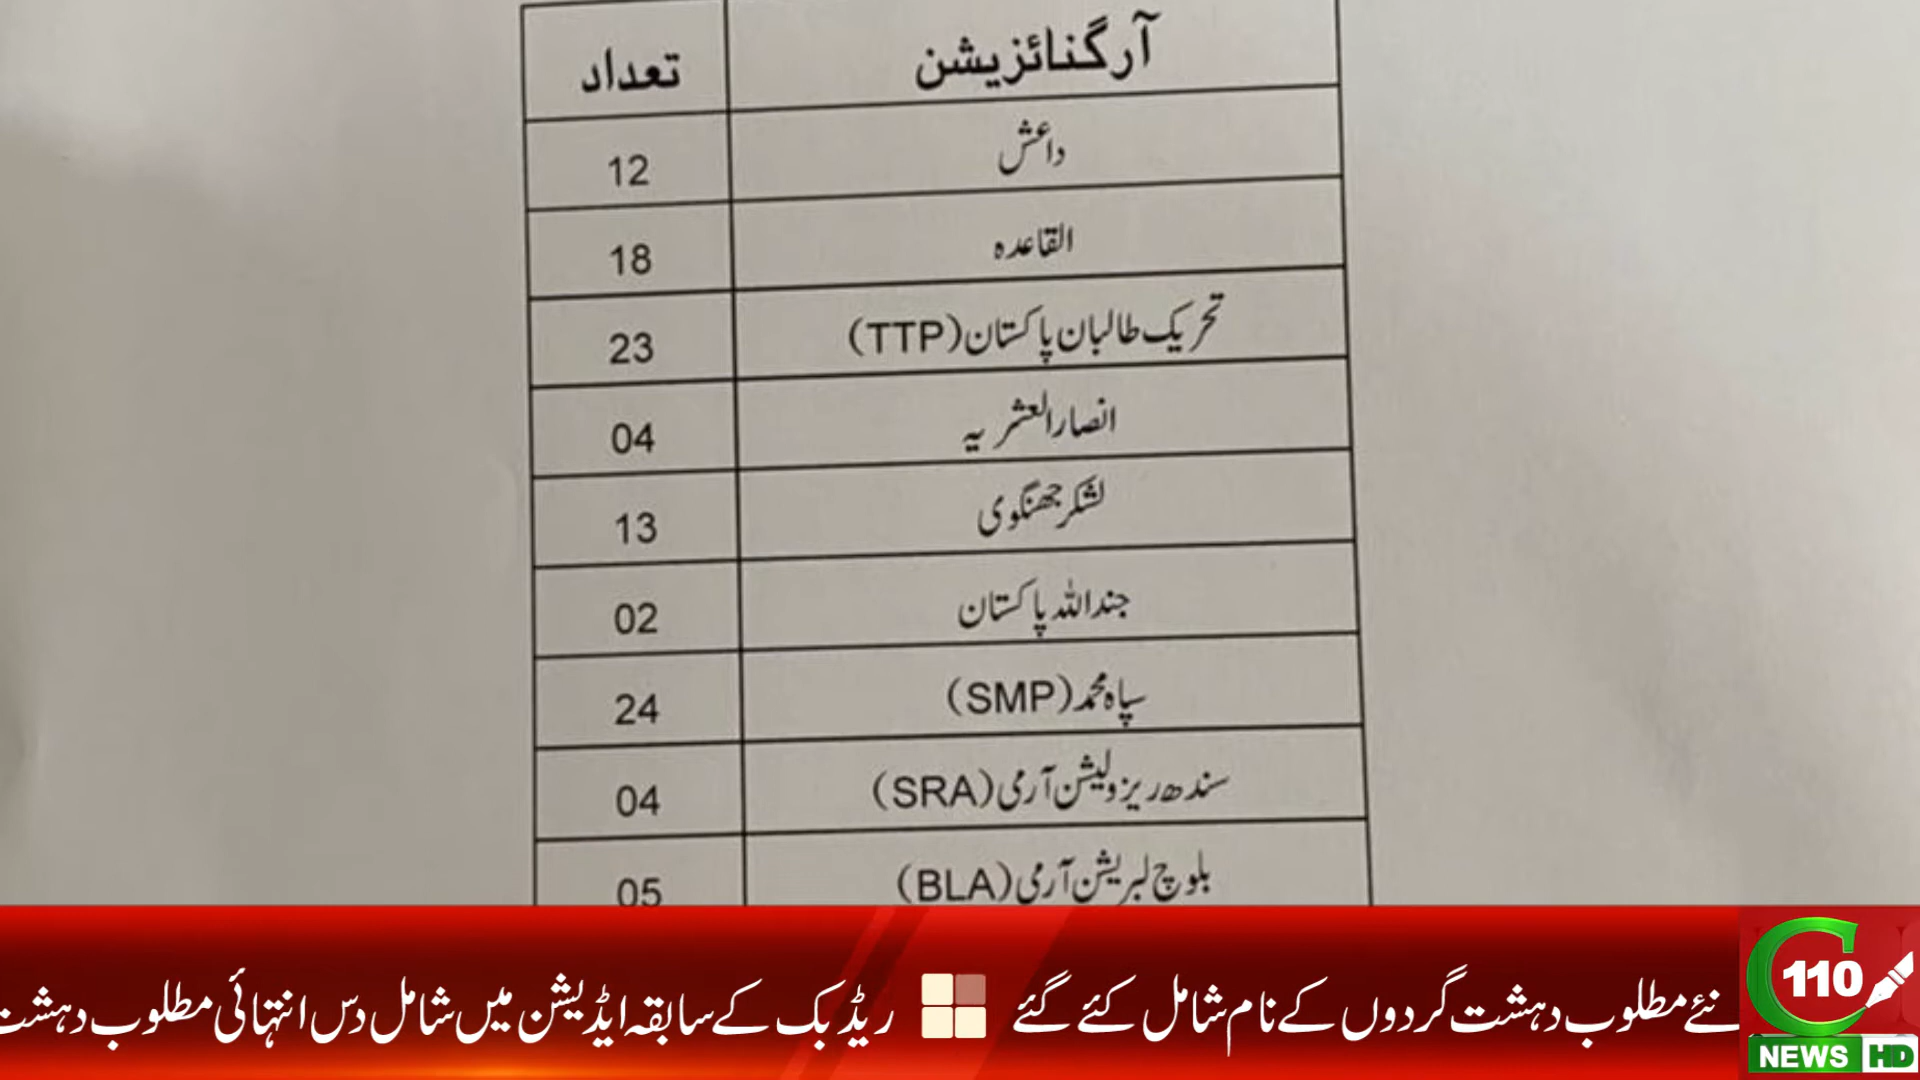 آرگنائزیشن تعداد
داعش 12
القاعدہ 18
تحریک طالبان پاکستان (TTP) 23
انصار العشریہ 04
لشکر جھنگوی 13
جند اللہ پاکستان 02
سپاہ محمد (SMP) 24
سندھ ریزولیشن آرمی (SRA) 04
بلوچ لبریشن آرمی (BLA) 05
نئے مطلوب دہشت گردوں کے نام شامل کئے گئے
ریڈ بک کے سابقہ ایڈیشن میں شامل دس انتہائی مطلوب دہشت
C 110
NEWS HD